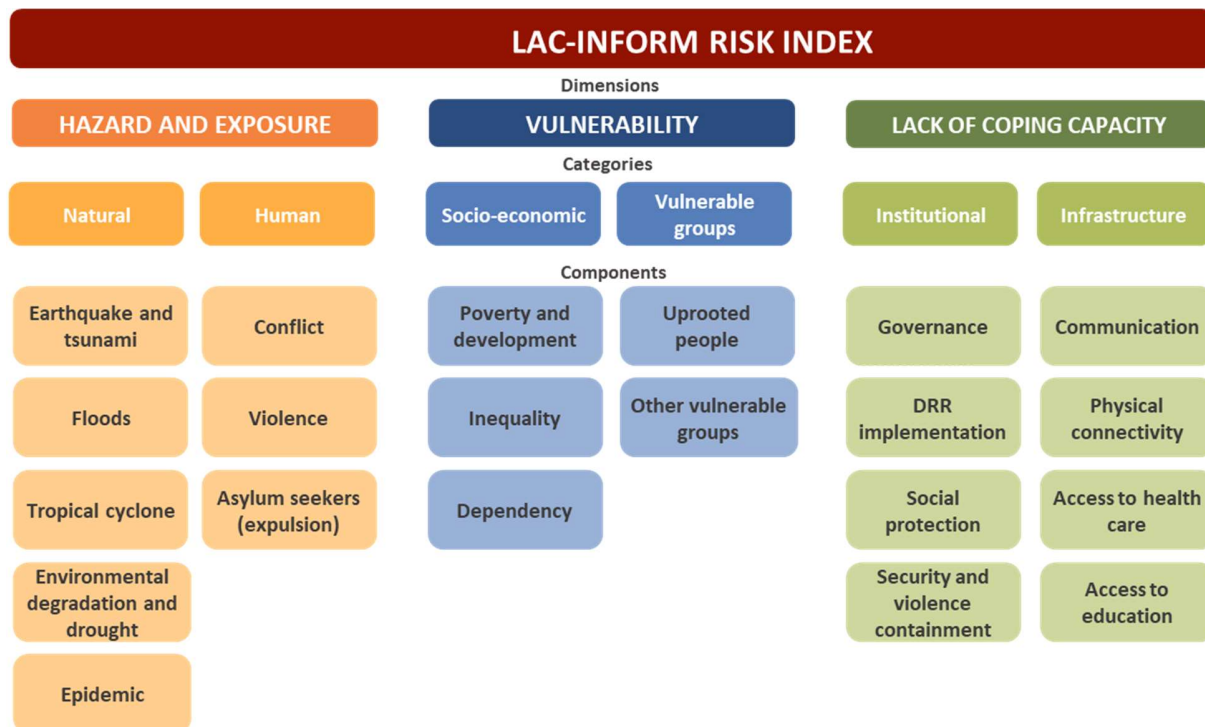 LAC-INFORM RISK INDEX
Dimensions
HAZARD AND EXPOSURE
VULNERABILITY
LACK OF COPING CAPACITY
Categories
Natural
Human
Socio-economic
Vulnerable
groups
Institutional
Infrastructure
Components
Earthquake and
tsunami
Conflict
Poverty and
development
Uprooted
people
Governance
Communication
Floods
Violence
Inequality
Other vulnerable
groups
DRR
implementation
Physical
connectivity
Tropical cyclone
Asylum seekers
(expulsion)
Dependency
Social
protection
Access to health
care
Environmental
degradation and
drought
Security and
violence
containment
Access to
education
Epidemic